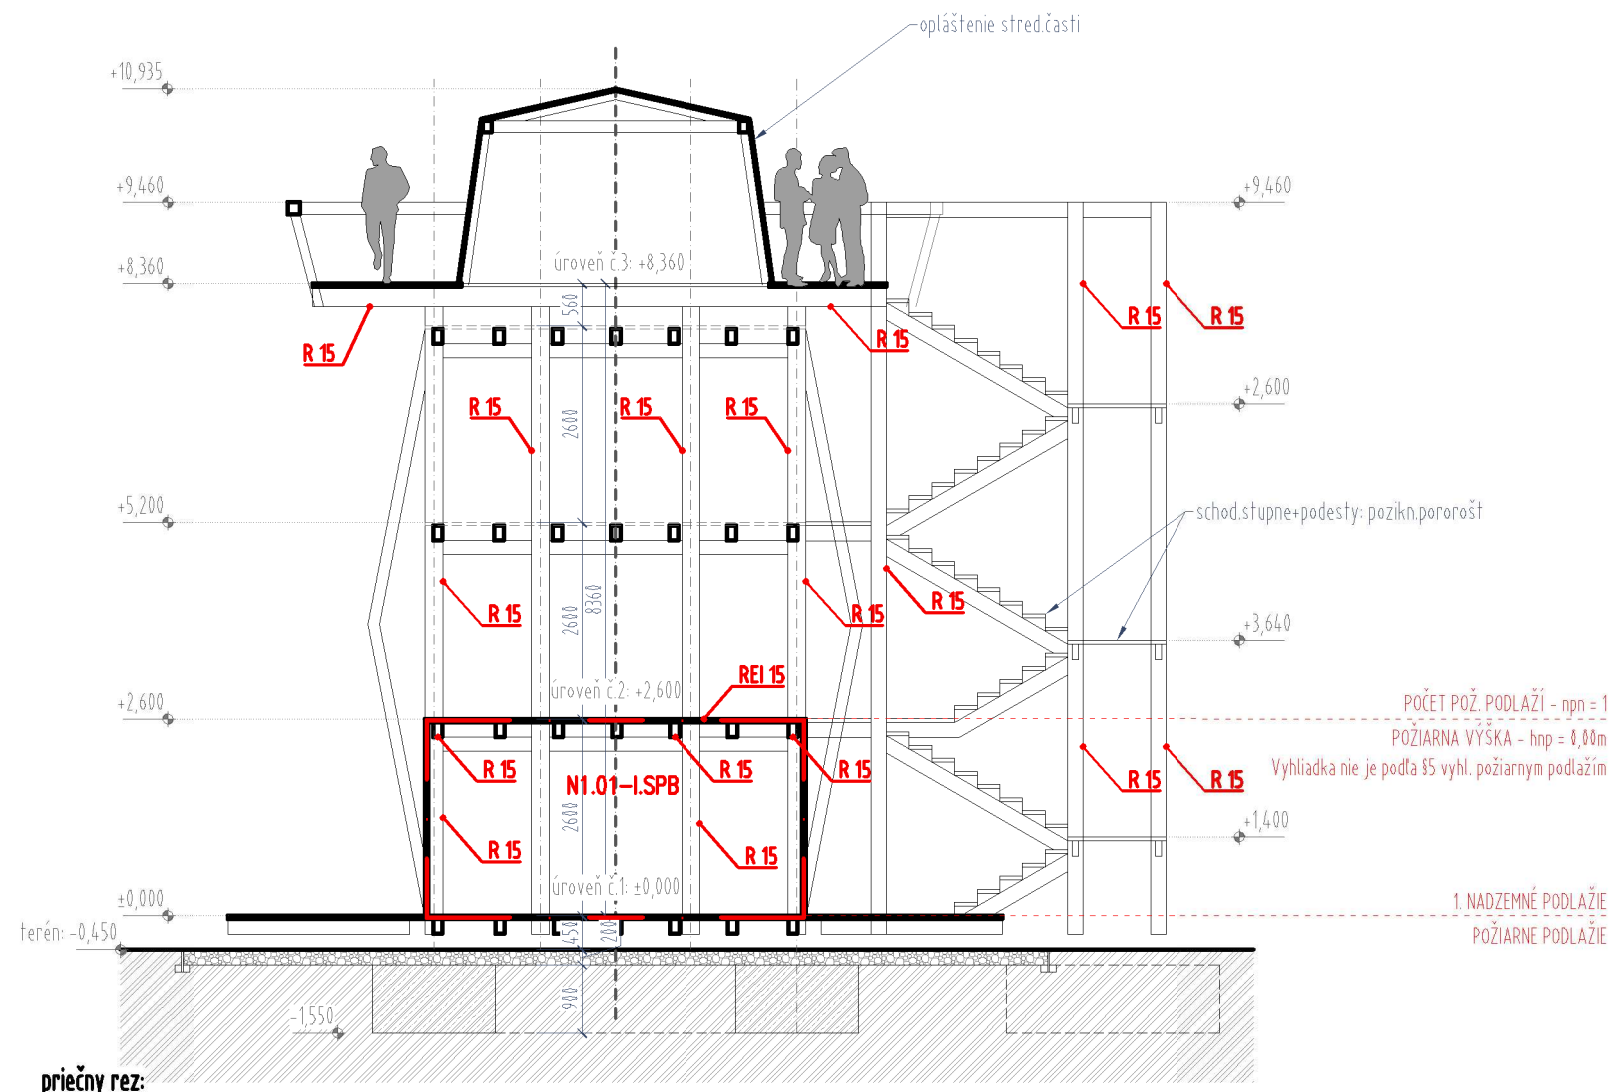 opláštenie stred.časti
+10,935
+9,460
+9,460
+8,360
úroveň č.3: +8,360
560
R 15
R 15
R 15
R 15
+2,600
R 15
R 15
R 15
2600
+5,200
schod.stupne+podesty: pozikn.pororošt
R 15
R 15
R 15
2600
8360
+3,640
REI 15
úroveň č.2: +2,600
+2,600
POČET POŽ. PODLAŽÍ - npn = 1
POŽIARNA VÝŠKA - hnp = 0,00m
Vyhliadka nie je podľa §5 vyhl. požiarnym podlažím
R 15
R 15
R 15
R 15
R 15
N1.01-I.SPB
2600
+1,400
R 15
R 15
úroveň č.1: ±0,000
±0,000
1. NADZEMNÉ PODLAŽIE
terén: -0,450
450
200
POŽIARNE PODLAŽIE
900
-1,550
priečny rez: